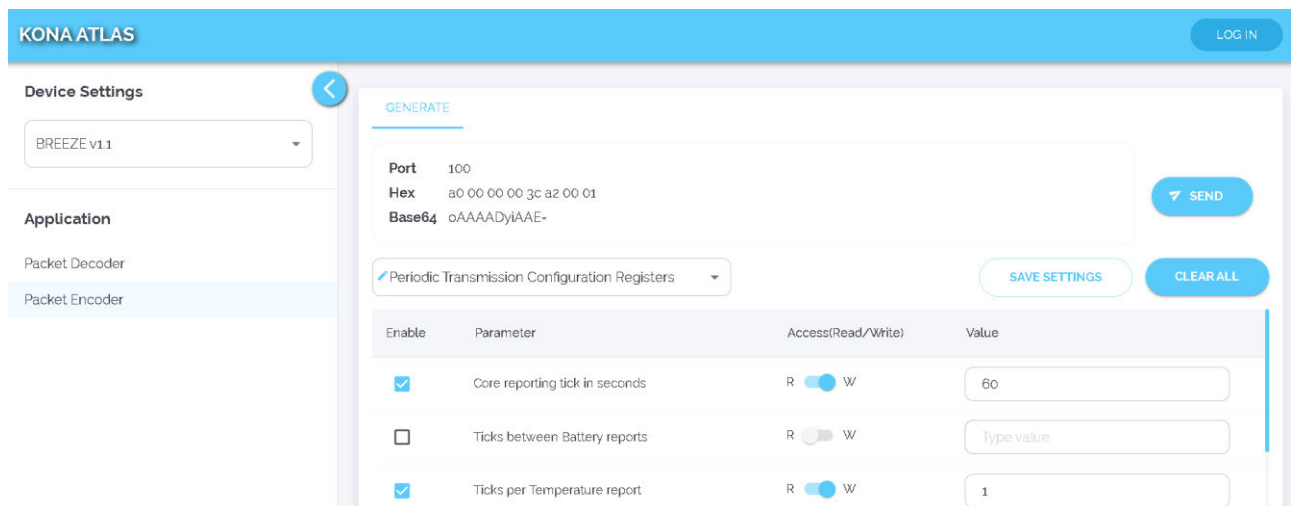 KONA ATLAS
LOG IN
Device Settings
BREEZE v1.1
Application
Packet Decoder
Packet Encoder
GENERATE
Port 100
Hex a0 00 00 00 3c a2 00 01
Base64 oAAAADyiAAE=
SEND
Periodic Transmission Configuration Registers
SAVE SETTINGS
CLEAR ALL
Enable Parameter Access(Read/Write) Value
Core reporting tick in seconds R W 60
Ticks between Battery reports R W Type value
Ticks per Temperature report R W 1